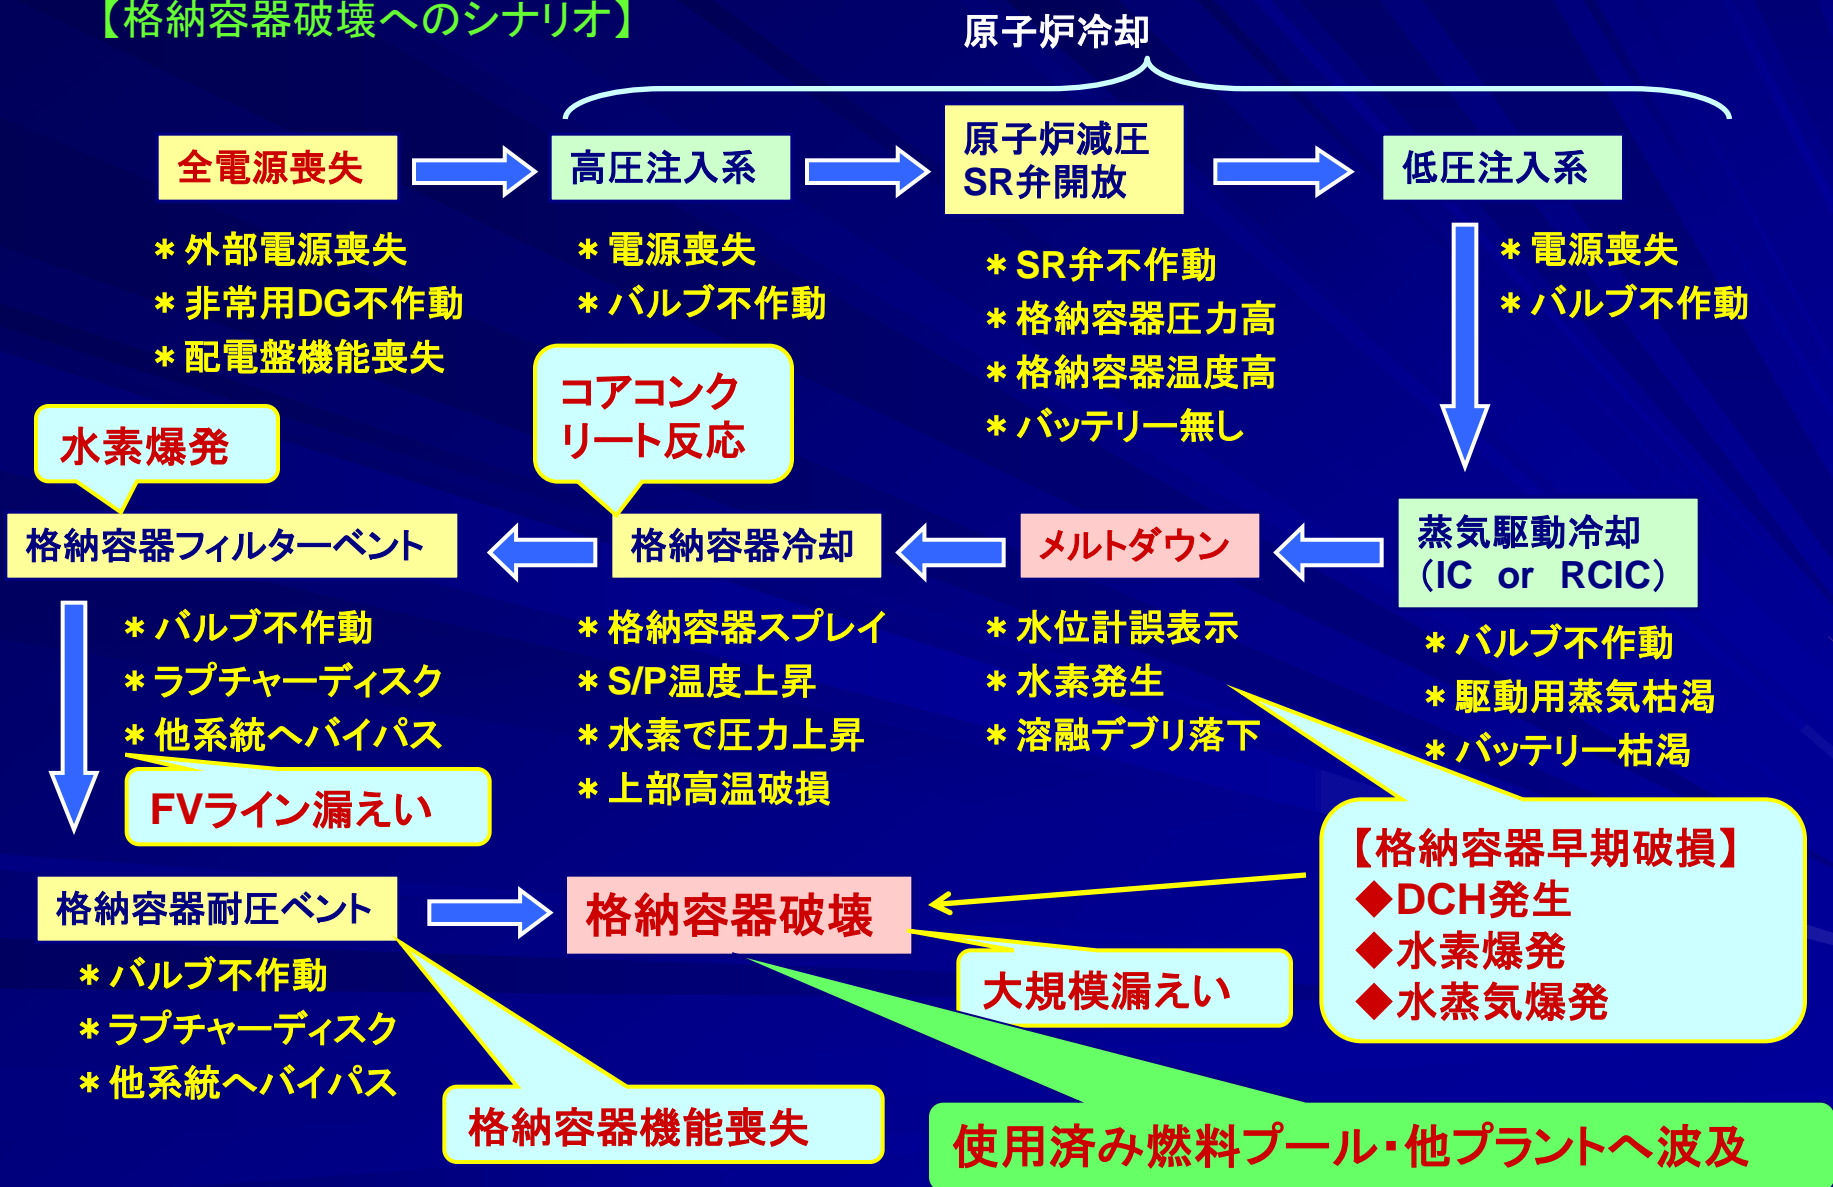 【格納容器破壊へのシナリオ】
原子炉冷却
全電源喪失
＊外部電源喪失
＊非常用DG不作動
＊配電盤機能喪失
高圧注入系
＊電源喪失
＊バルブ不作動
原子炉減圧
SR弁開放
＊SR弁不作動
＊格納容器圧力高
＊格納容器温度高
＊バッテリー無し
低圧注入系
＊電源喪失
＊バルブ不作動
蒸気駆動冷却
（IC or RCIC）
＊バルブ不作動
＊駆動用蒸気枯渇
＊バッテリー枯渇
メルトダウン
＊水位計誤表示
＊水素発生
＊溶融デブリ落下
【格納容器早期破損】
◆DCH発生
◆水素爆発
◆水蒸気爆発
コアコンク
リート反応
格納容器冷却
＊格納容器スプレイ
＊S/P温度上昇
＊水素で圧力上昇
＊上部高温破損
水素爆発
格納容器フィルターベント
＊バルブ不作動
＊ラプチャーディスク
＊他系統へバイパス
FVライン漏えい
格納容器耐圧ベント
＊バルブ不作動
＊ラプチャーディスク
＊他系統へバイパス
格納容器機能喪失
格納容器破壊
大規模漏えい
使用済み燃料プール・他プラントへ波及